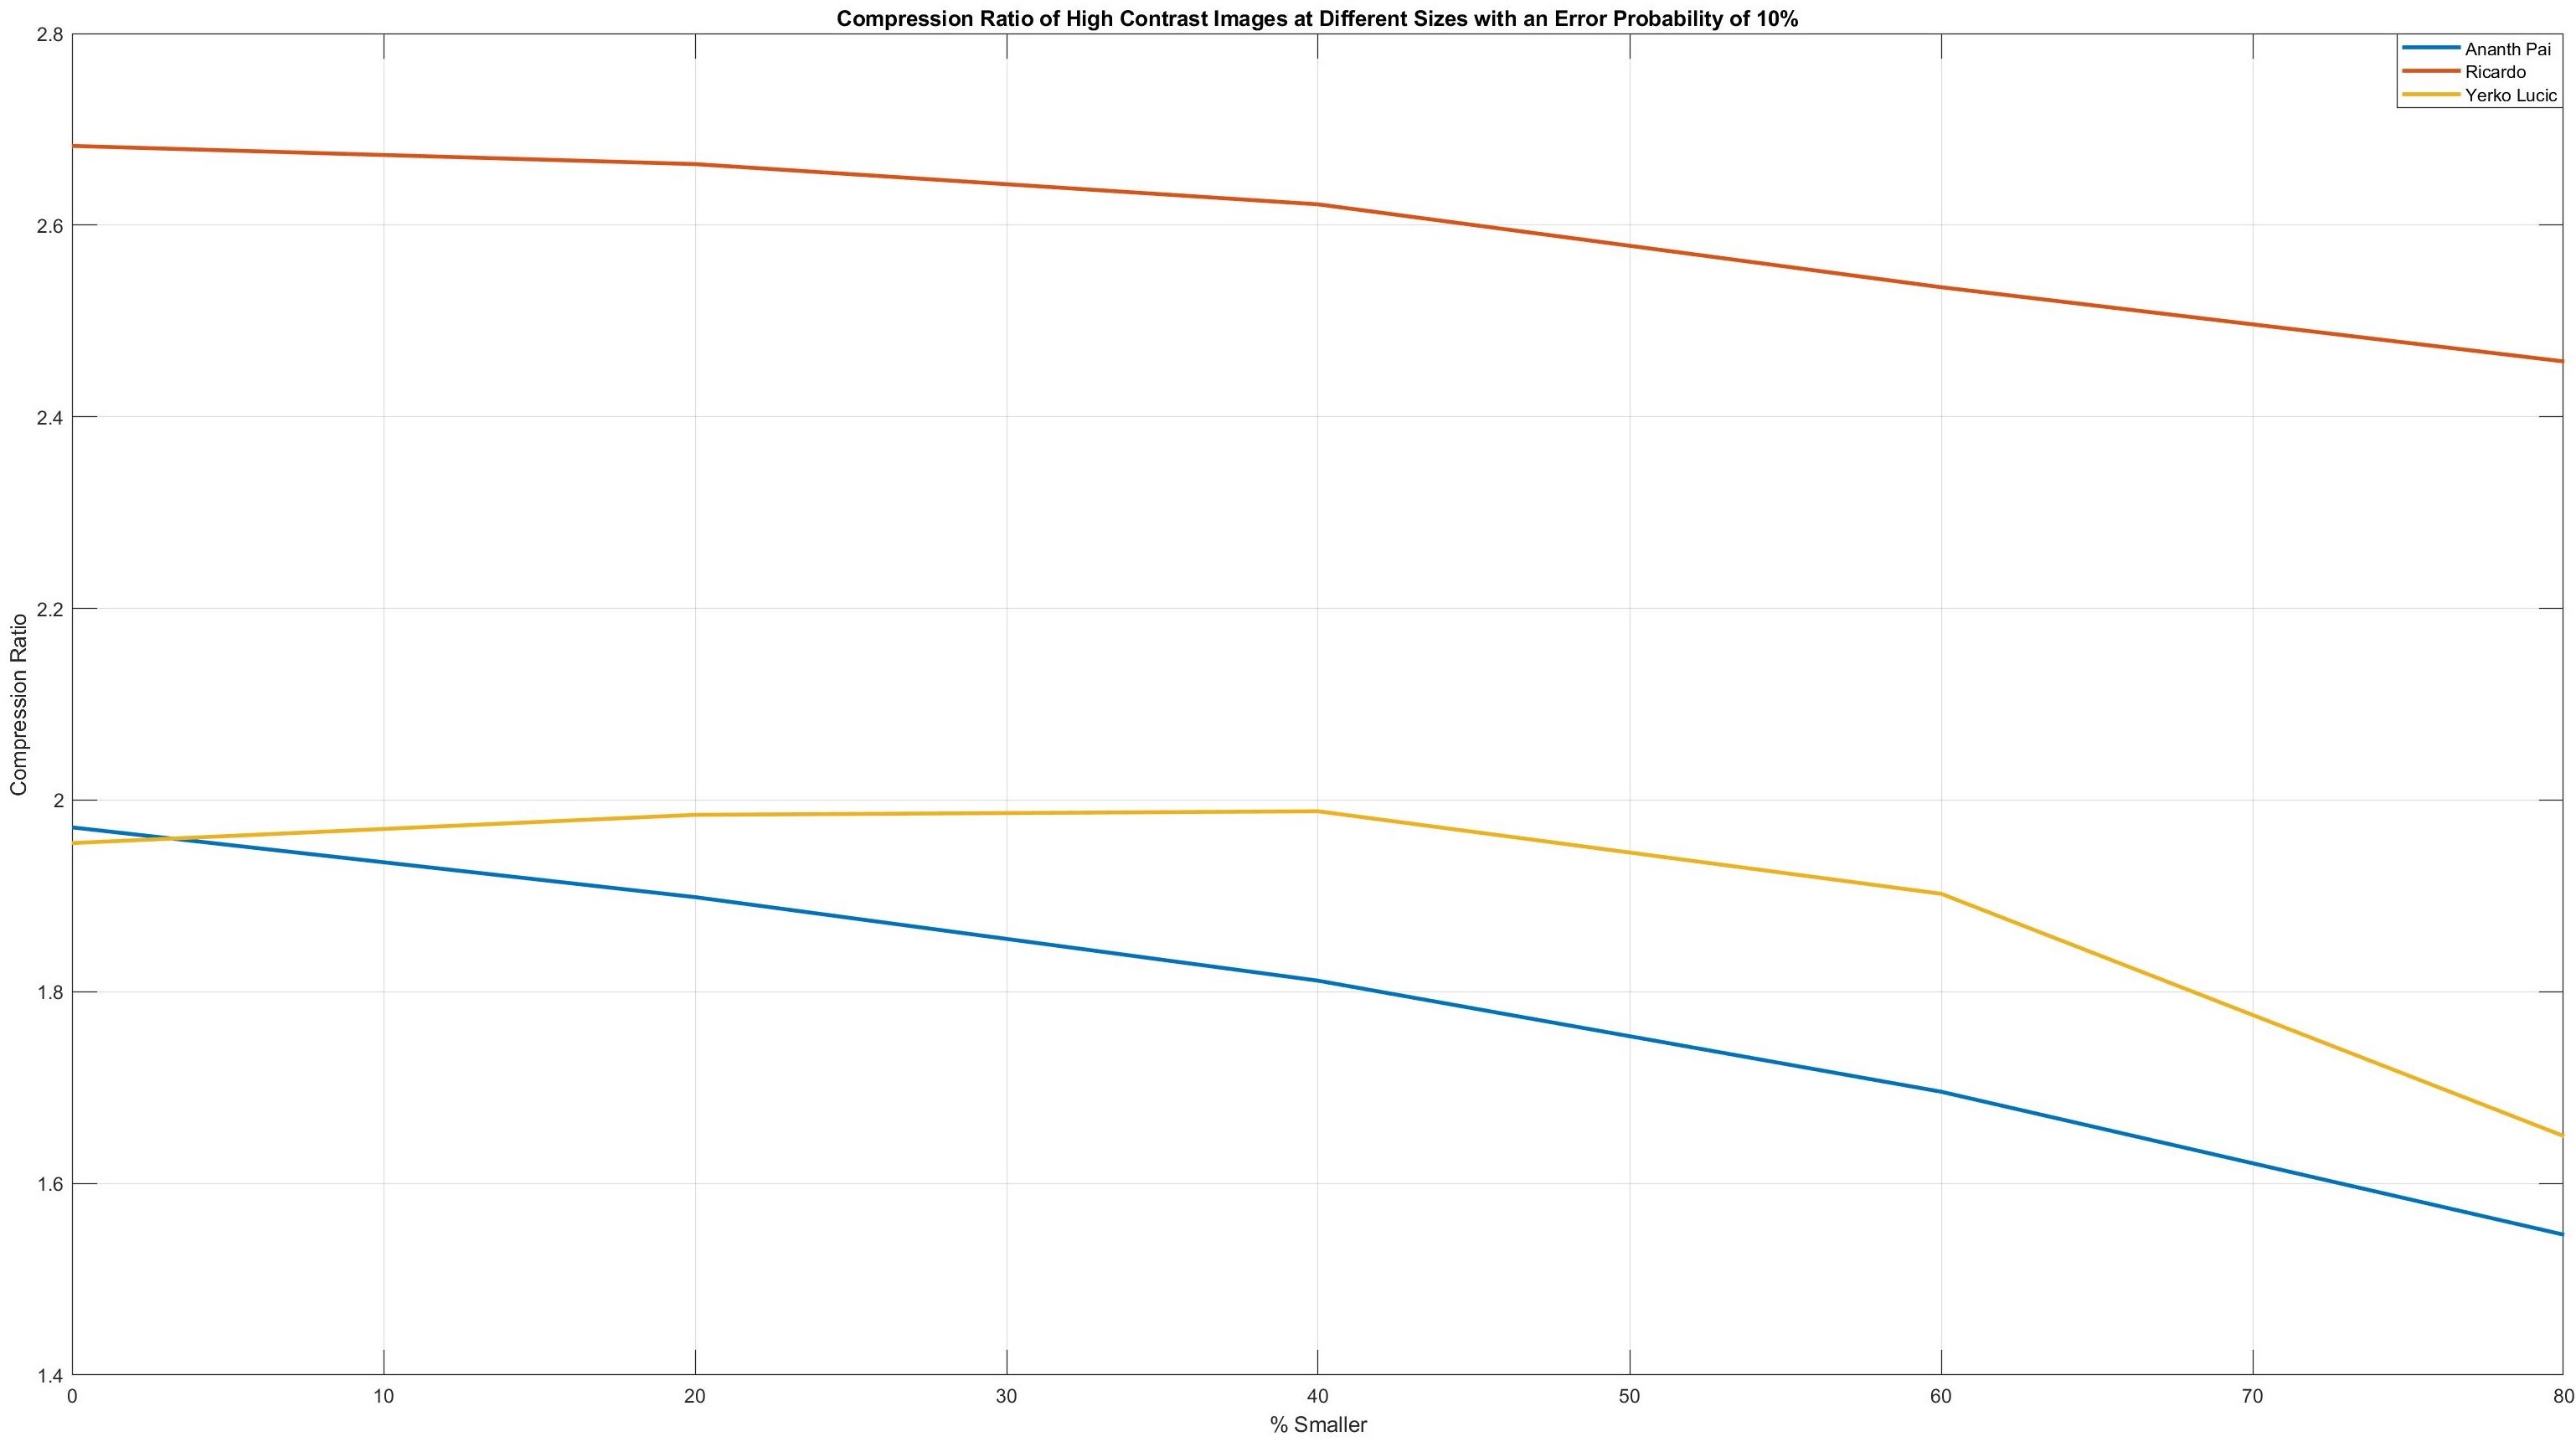 Compression Ratio of High Contrast Images at Different Sizes with an Error Probability of 10%
2.8
2.6
2.4
2.2
2
1.8
1.6
1.4
Compression Ratio
Ananth Pai
Ricardo
Yerko Lucic
0 10 20 30 40 50 60 70 80
% Smaller